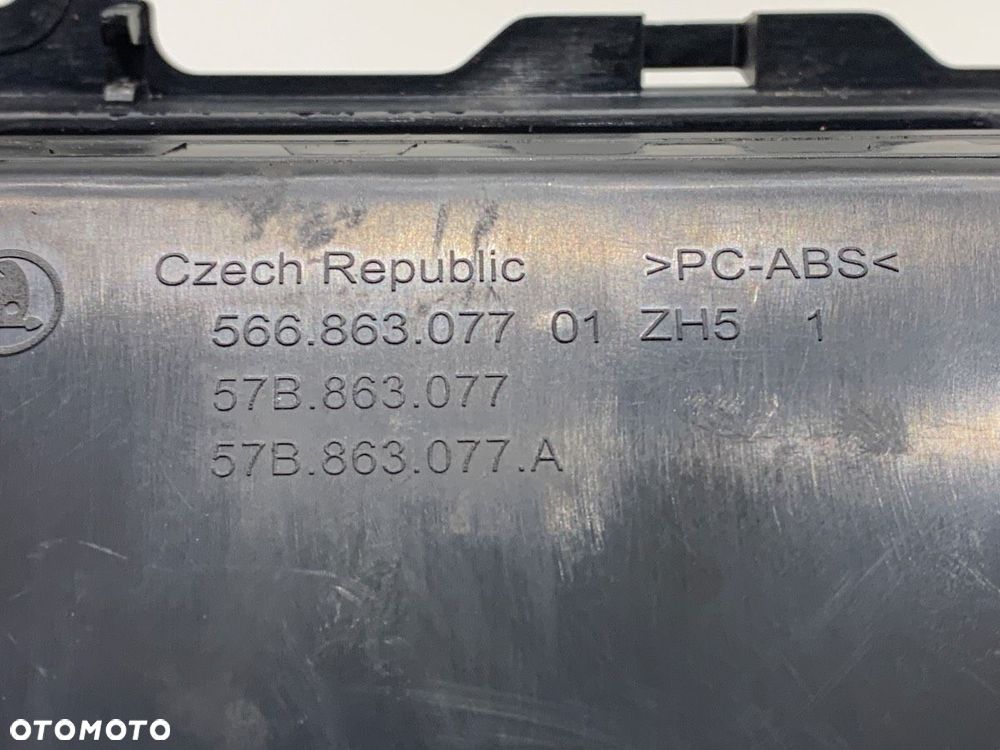 Czech Republic >PC-ABS<
566.863.077 01 ZH5 1
57B.863.077
57B.863.077.A
OTOMOTO